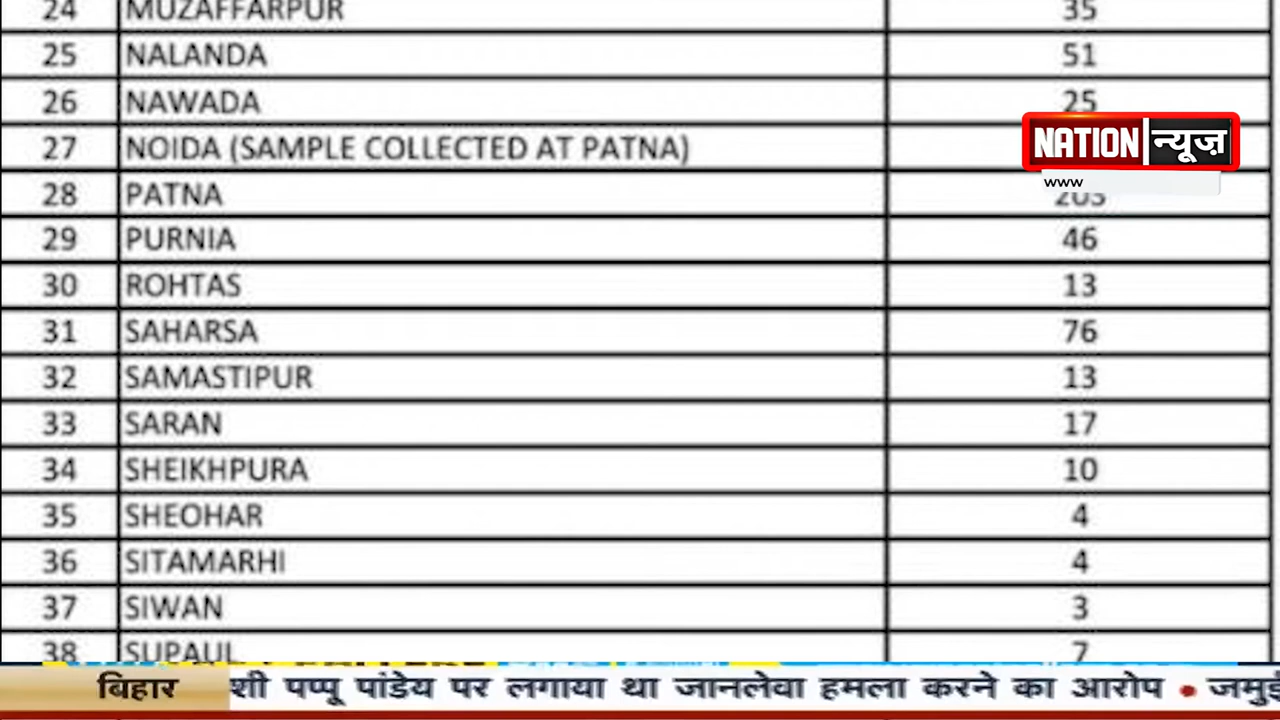 24 MUZAFFARPUR 35
25 NALANDA 51
26 NAWADA 25
27 NOIDA (SAMPLE COLLECTED AT PATNA)
NATION न्यूज़
www
28 PATNA
29 PURNIA 46
30 ROHTAS 13
31 SAHARSA 76
32 SAMASTIPUR 13
33 SARAN 17
34 SHEIKHPURA 10
35 SHEOHAR 4
36 SITAMARHI 4
37 SIWAN 3
38 SUPAUL 7
बिहार शी पप्पू पांडेय पर लगाया था जानलेवा हमला करने का आरोप • जमुई